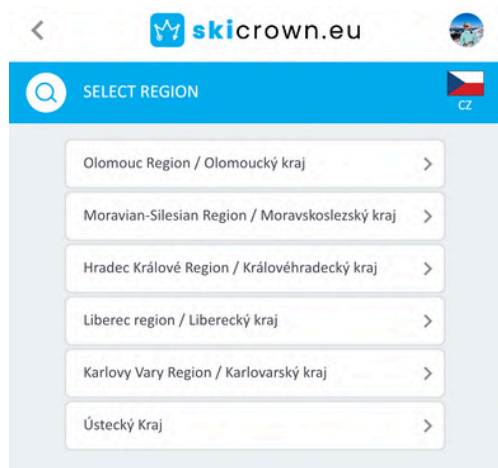 skicrown.eu
SELECT REGION
CZ
Olomouc Region / Olomoucký kraj
Moravian-Silesian Region / Moravskoslezský kraj
Hradec Králové Region / Královéhradecký kraj
Liberec region / Liberecký kraj
Karlovy Vary Region / Karlovarský kraj
Ústecký Kraj